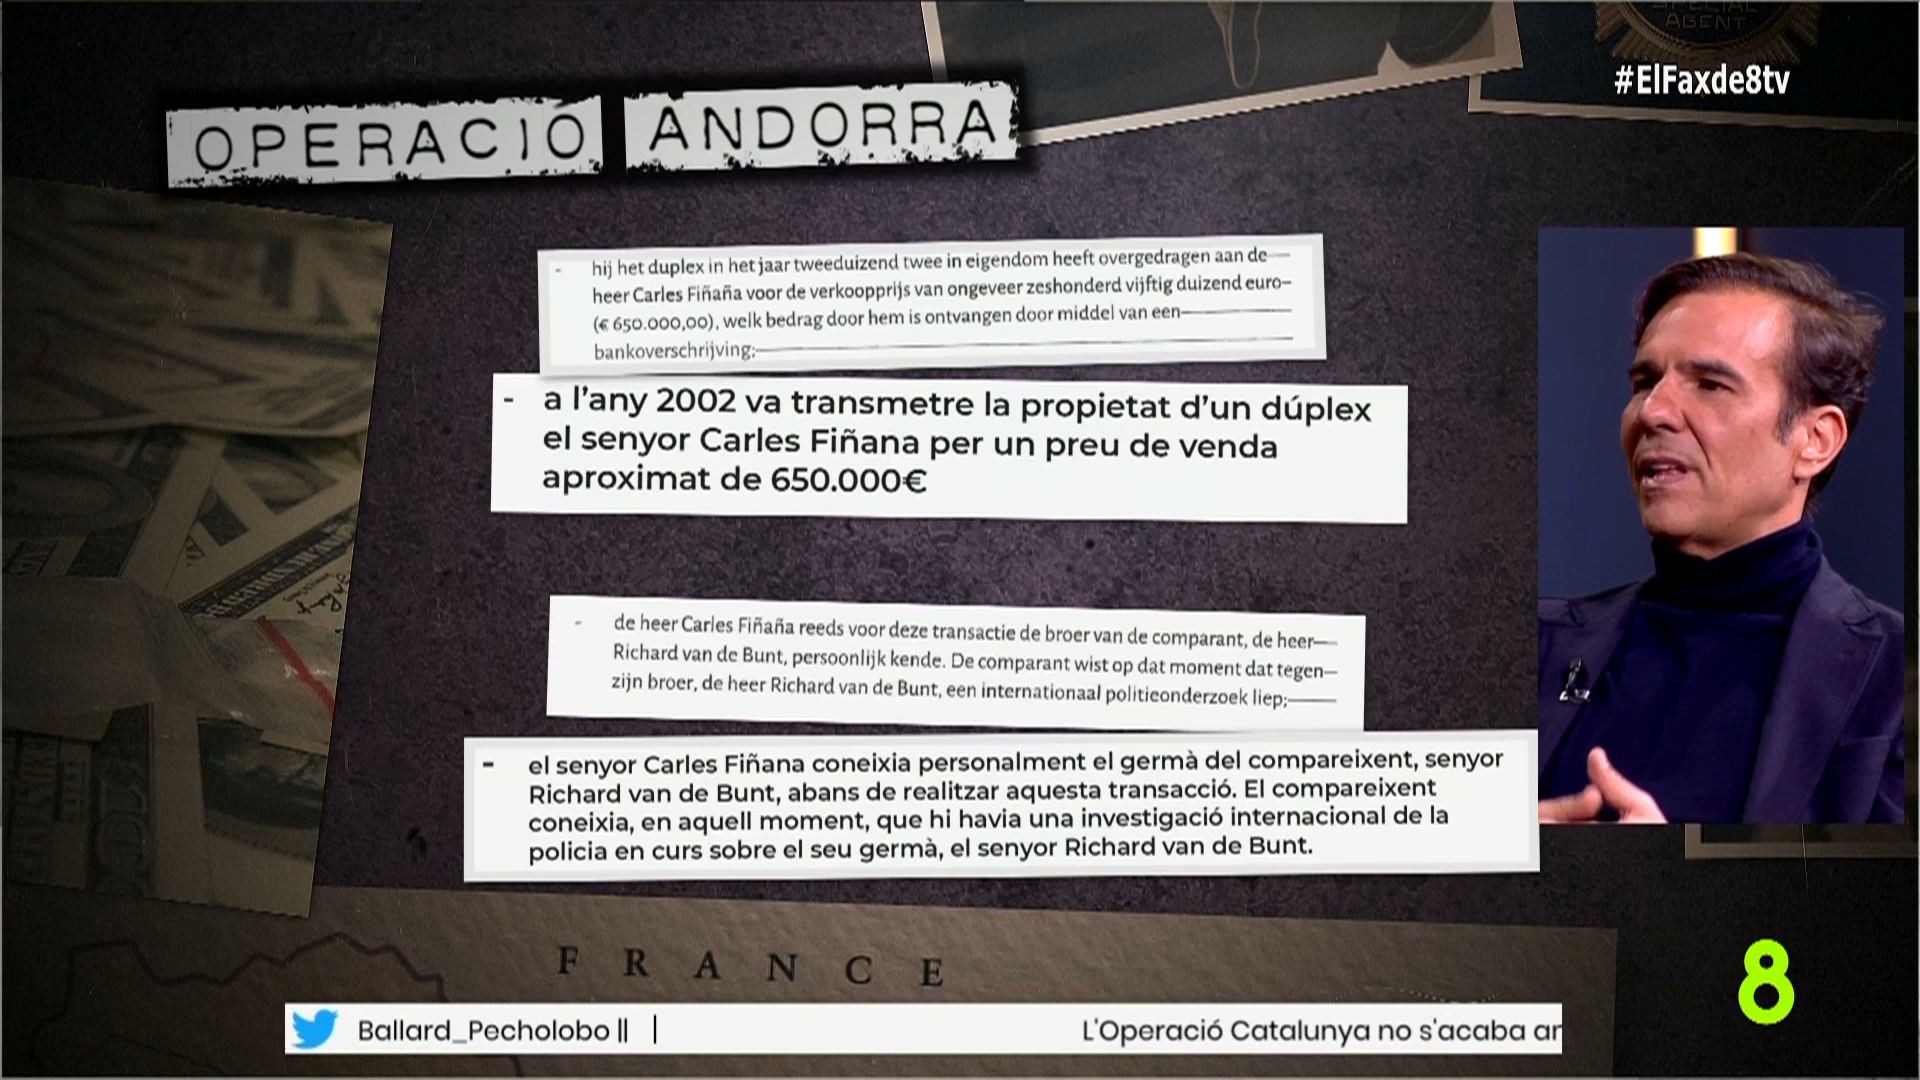 SPECIAL
AGENT
#ElFaxde8tv
OPERACIÓ ANDORRA
- hij het duplex in het jaar tweeduizend twee in eigendom heeft overgedragen aan de
heer Carles Fiñaña voor de verkoopprijs van ongeveer zeshonderd vijftig duizend euro
(€ 650.000,00), welk bedrag door hem is ontvangen door middel van een
bankoverschrijving;
- a l'any 2002 va transmetre la propietat d'un dúplex
el senyor Carles Fiñana per un preu de venda
aproximat de 650.000€
- de heer Carles Fiñaña reeds voor deze transactie de broer van de comparant, de heer
Richard van de Bunt, persoonlijk kende. De comparant wist op dat moment dat tegen
zijn broer, de heer Richard van de Bunt, een internationaal politieonderzoek liep;
- el senyor Carles Fiñana coneixia personalment el germà del compareixent, senyor
Richard van de Bunt, abans de realitzar aquesta transacció. El compareixent
coneixia, en aquell moment, que hi havia una investigació internacional de la
policia en curs sobre el seu germà, el senyor Richard van de Bunt.
FRANCE
8
Ballard_Pecholobo || | L'Operació Catalunya no s'acaba